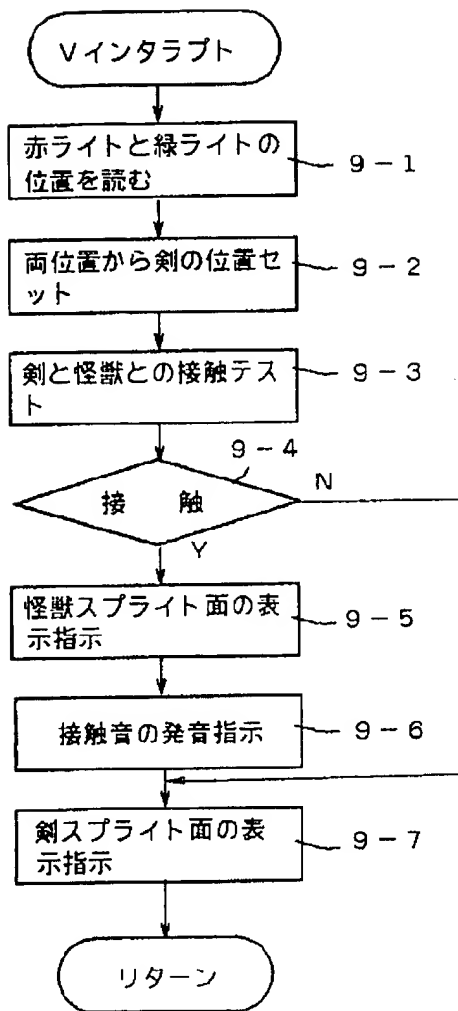 Vインタラプト
赤ライトと緑ライトの
位置を読む
9-1
両位置から剣の位置セ
ット
9-2
剣と怪獣との接触テス
ト
9-3
9-4
接 触
N
Y
怪獣スプライト面の表
示指示
9-5
接触音の発音指示
9-6
剣スプライト面の表
示指示
9-7
リターン